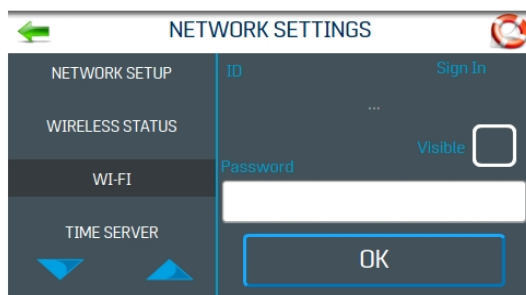 NETWORK SETTINGS
NETWORK SETUP
WIRELESS STATUS
WI-FI
TIME SERVER
ID
Sign In
...
Visible
Password
OK